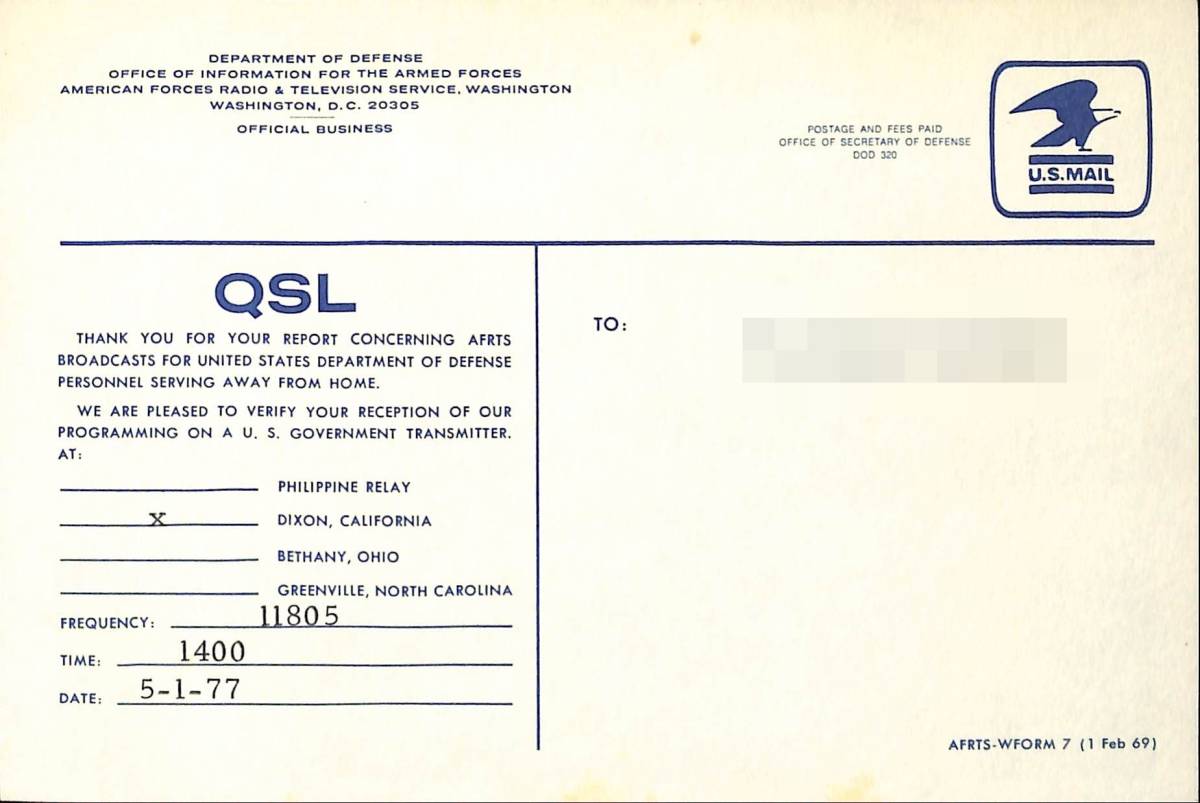 DEPARTMENT OF DEFENSE
OFFICE OF INFORMATION FOR THE ARMED FORCES
AMERICAN FORCES RADIO & TELEVISION SERVICE, WASHINGTON
WASHINGTON, D.C. 20305
OFFICIAL BUSINESS
POSTAGE AND FEES PAID
OFFICE OF SECRETARY OF DEFENSE
DOD 320
U.S.MAIL
QSL
THANK YOU FOR YOUR REPORT CONCERNING AFRTS
BROADCASTS FOR UNITED STATES DEPARTMENT OF DEFENSE
PERSONNEL SERVING AWAY FROM HOME.
WE ARE PLEASED TO VERIFY YOUR RECEPTION OF OUR
PROGRAMMING ON A U. S. GOVERNMENT TRANSMITTER.
AT:
PHILIPPINE RELAY
x DIXON, CALIFORNIA
BETHANY, OHIO
GREENVILLE, NORTH CAROLINA
FREQUENCY: 11805
TIME: 1400
DATE: 5-1-77
TO:
AFRTS-WFORM 7 (1 Feb 69)